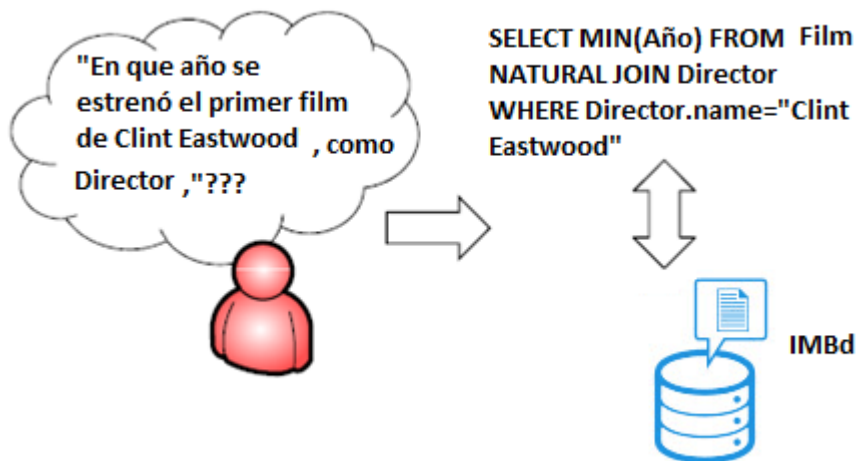 "En que año se
estrenó el primer film
de Clint Eastwood , como
Director ,"???
SELECT MIN(Año) FROM Film
NATURAL JOIN Director
WHERE Director.name="Clint
Eastwood"
IMBd